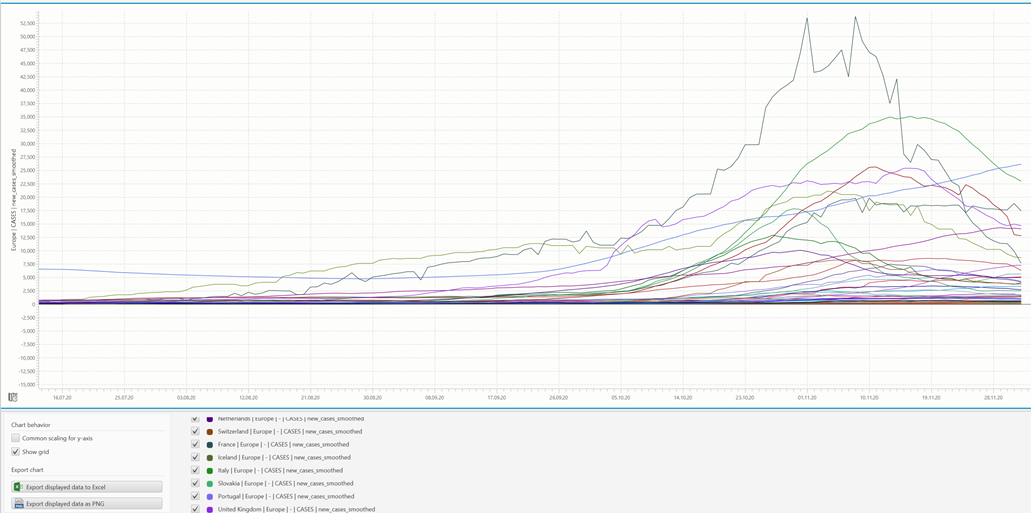 52,500
50,000
47,500
45,000
42,500
40,000
37,500
35,000
32,500
30,000
27,500
25,000
22,500
20,000
17,500
15,000
12,500
10,000
7,500
5,000
2,500
0
-2,500
-5,000
-7,500
-10,000
-12,500
-15,000
Europe | CASES | new_cases_smoothed
16.07.20 25.07.20 03.08.20 12.08.20 21.08.20 30.08.20 08.09.20 17.09.20 26.09.20 05.10.20 14.10.20 23.10.20 01.11.20 10.11.20 19.11.20 28.11.20
Chart behavior
Common scaling for y-axis
Show grid
Export chart
Export displayed data to Excel
Export displayed data as PNG
Netherlands | Europe | - | CASES | new_cases_smoothed
Switzerland | Europe | - | CASES | new_cases_smoothed
France | Europe | - | CASES | new_cases_smoothed
Iceland | Europe | - | CASES | new_cases_smoothed
Italy | Europe | - | CASES | new_cases_smoothed
Slovakia | Europe | - | CASES | new_cases_smoothed
Portugal | Europe | - | CASES | new_cases_smoothed
United Kingdom | Europe | - | CASES | new_cases_smoothed